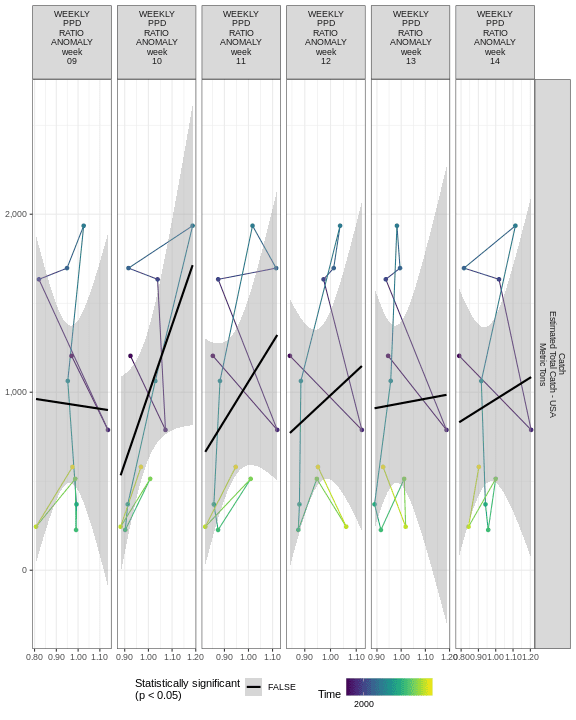 WEEKLY
PPD
RATIO
ANOMALY
week
09
WEEKLY
PPD
RATIO
ANOMALY
week
10
WEEKLY
PPD
RATIO
ANOMALY
week
11
WEEKLY
PPD
RATIO
ANOMALY
week
12
WEEKLY
PPD
RATIO
ANOMALY
week
13
WEEKLY
PPD
RATIO
ANOMALY
week
14
2,000
1,000
0
Catch
Estimated Total Catch - USA
Metric Tons
0.80 0.90 1.00 1.10
0.90 1.00 1.10 1.20
0.90 1.00 1.10
0.90 1.00 1.10
0.90 1.00 1.10 1.20
0.80 0.90 1.00 1.10 1.20
Statistically significant
(p < 0.05)
FALSE
Time
2000